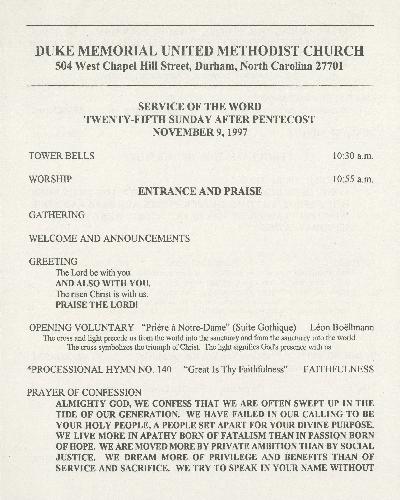 DUKE MEMORIAL UNITED METHODIST CHURCH
504 West Chapel Hill Street, Durham, North Carolina 27701
SERVICE OF THE WORD
TWENTY-FIFTH SUNDAY AFTER PENTECOST
NOVEMBER 9, 1997
TOWER BELLS 10:30 a.m.
WORSHIP 10:55 a.m.
ENTRANCE AND PRAISE
GATHERING
WELCOME AND ANNOUNCEMENTS
GREETING
The Lord be with you.
AND ALSO WITH YOU.
The risen Christ is with us.
PRAISE THE LORD!
OPENING VOLUNTARY "Prière à Notre-Dame" (Suite Gothique) Léon Boëllmann
The cross and light precede us from the world into the sanctuary and from the sanctuary into the world.
The cross symbolizes the triumph of Christ. The light signifies God's presence with us.
*PROCESSIONAL HYMN NO. 140 "Great Is Thy Faithfulness" FAITHFULNESS
PRAYER OF CONFESSION
ALMIGHTY GOD, WE CONFESS THAT WE ARE OFTEN SWEPT UP IN THE
TIDE OF OUR GENERATION. WE HAVE FAILED IN OUR CALLING TO BE
YOUR HOLY PEOPLE, A PEOPLE SET APART FOR YOUR DIVINE PURPOSE.
WE LIVE MORE IN APATHY BORN OF FATALISM THAN IN PASSION BORN
OF HOPE. WE ARE MOVED MORE BY PRIVATE AMBITION THAN BY SOCIAL
JUSTICE. WE DREAM MORE OF PRIVILEGE AND BENEFITS THAN OF
SERVICE AND SACRIFICE. WE TRY TO SPEAK IN YOUR NAME WITHOUT